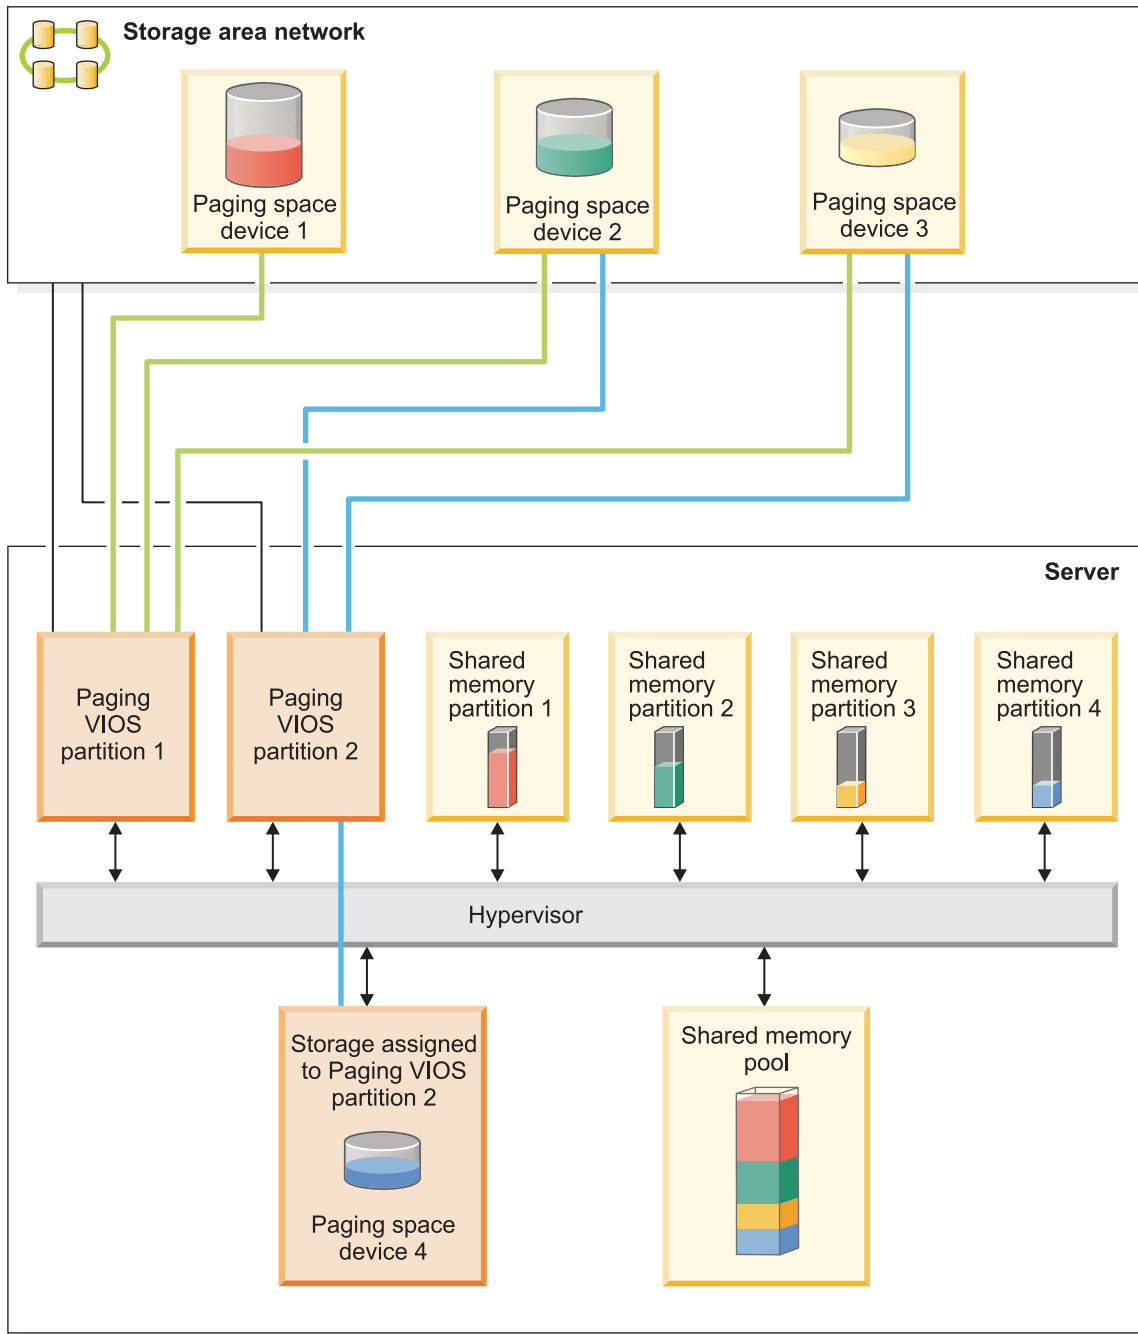 Storage area network
Paging space
device 1
Paging space
device 2
Paging space
device 3
Server
Paging
VIOS
partition 1
Paging
VIOS
partition 2
Shared
memory
partition 1
Shared
memory
partition 2
Shared
memory
partition 3
Shared
memory
partition 4
Hypervisor
Storage assigned
to Paging VIOS
partition 2
Paging space
device 4
Shared memory
pool